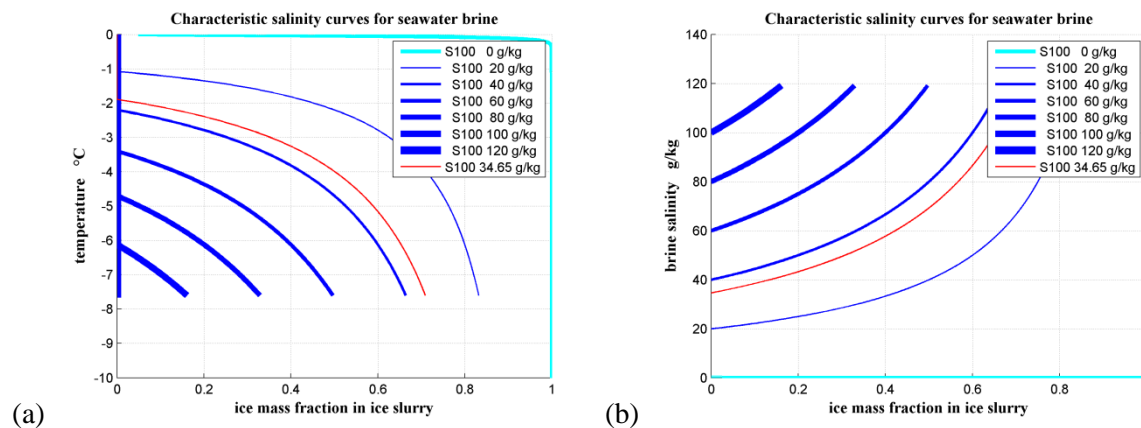 Characteristic salinity curves for seawater brine
0
-1
-2
-3
-4
-5
-6
-7
-8
-9
-10
temperature °C
S100 0 g/kg
S100 20 g/kg
S100 40 g/kg
S100 60 g/kg
S100 80 g/kg
S100 100 g/kg
S100 120 g/kg
S100 34.65 g/kg
0 0.2 0.4 0.6 0.8 1
ice mass fraction in ice slurry
(a)
Characteristic salinity curves for seawater brine
140
120
100
80
60
40
20
0
brine salinity g/kg
S100 0 g/kg
S100 20 g/kg
S100 40 g/kg
S100 60 g/kg
S100 80 g/kg
S100 100 g/kg
S100 120 g/kg
S100 34.65 g/kg
0 0.2 0.4 0.6 0.8
ice mass fraction in ice slurry
(b)